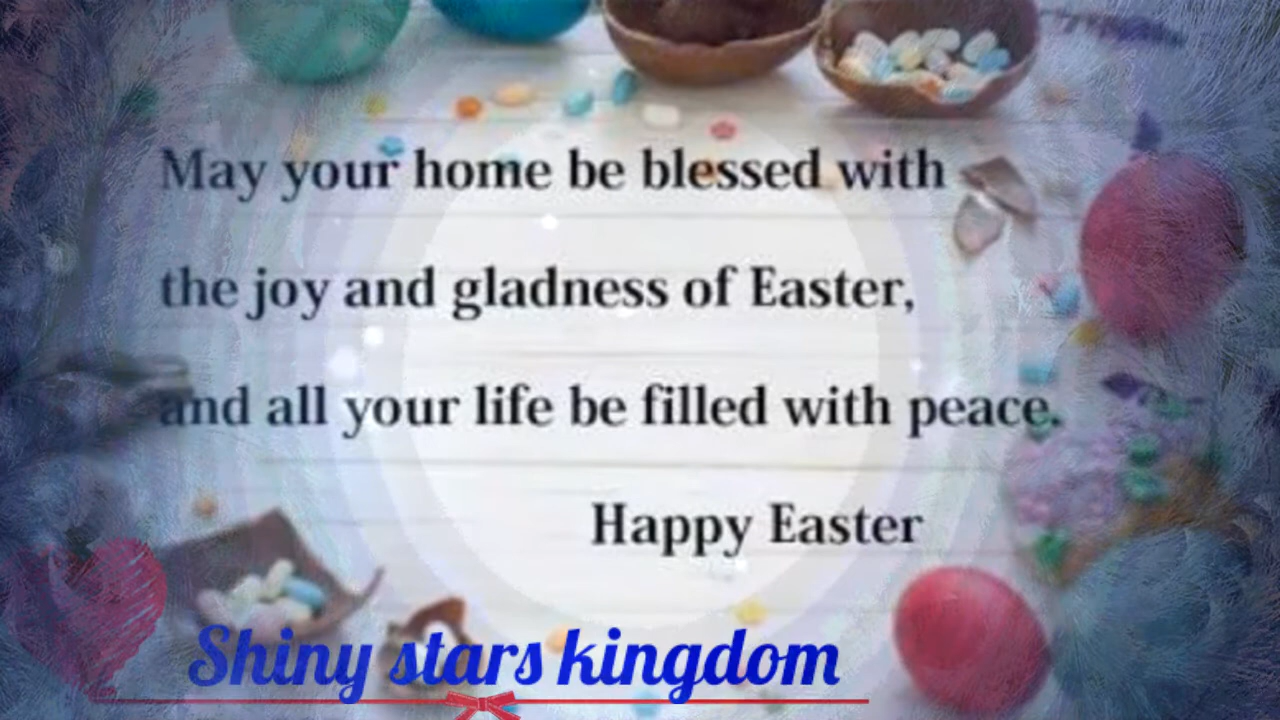 May your home be blessed with
the joy and gladness of Easter,
and all your life be filled with peace.
Happy Easter
Shiny stars kingdom